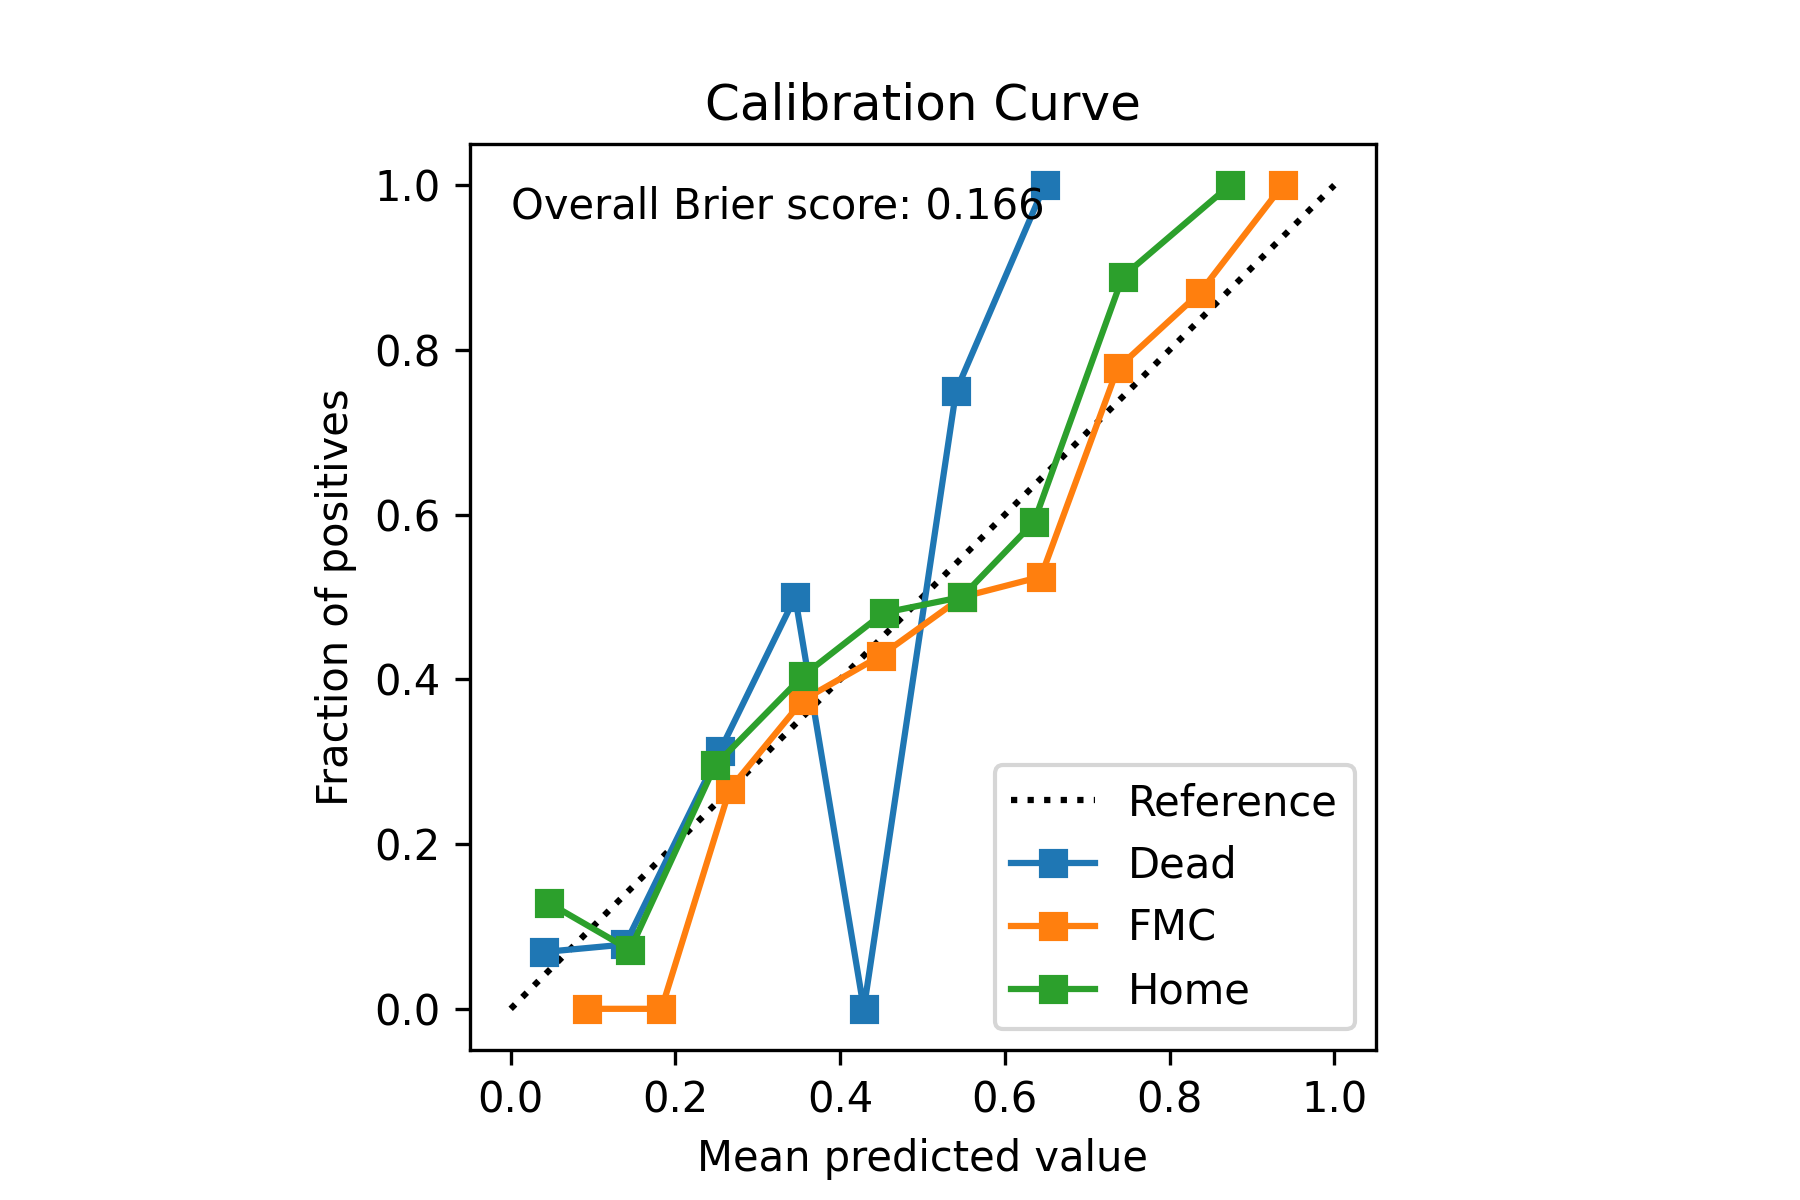 Calibration Curve
Overall Brier score: 0.166
1.0
0.8
0.6
0.4
0.2
0.0
Fraction of positives
Reference
Dead
FMC
Home
0.0 0.2 0.4 0.6 0.8 1.0
Mean predicted value